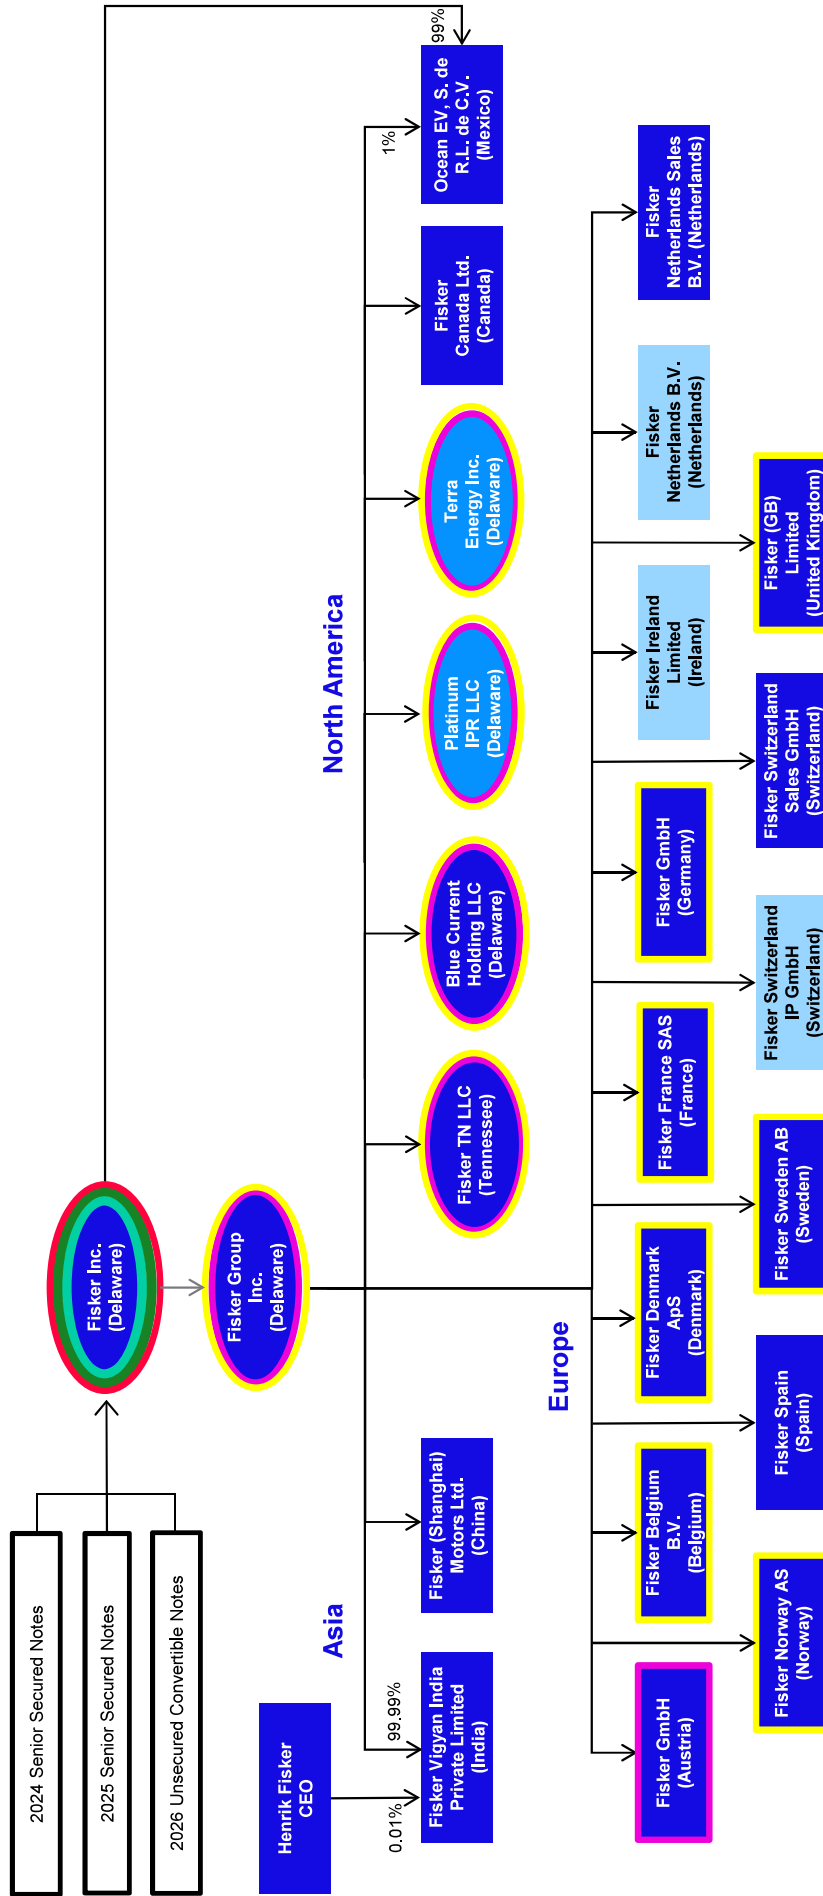 2024 Senior Secured Notes
2025 Senior Secured Notes
2026 Unsecured Convertible Notes
Fisker Inc.
(Delaware)
Fisker Group
Inc.
(Delaware)
Henrik Fisker
CEO
Asia
North America
0.01%
99.99%
1%
99%
Fisker Vigyan India
Private Limited
(India)
Fisker (Shanghai)
Motors Ltd.
(China)
Fisker TN LLC
(Tennessee)
Blue Current
Holding LLC
(Delaware)
Platinum
IPR LLC
(Delaware)
Terra
Energy Inc.
(Delaware)
Fisker
Canada Ltd.
(Canada)
Ocean EV, S. de
R.L. de C.V.
(Mexico)
Europe
Fisker GmbH
(Austria)
Fisker Belgium
B.V.
(Belgium)
Fisker Denmark
ApS
(Denmark)
Fisker France SAS
(France)
Fisker GmbH
(Germany)
Fisker Ireland
Limited
(Ireland)
Fisker
Netherlands B.V.
(Netherlands)
Fisker
Netherlands Sales
B.V. (Netherlands)
Fisker Norway AS
(Norway)
Fisker Spain
(Spain)
Fisker Sweden AB
(Sweden)
Fisker Switzerland
IP GmbH
(Switzerland)
Fisker Switzerland
Sales GmbH
(Switzerland)
Fisker (GB)
Limited
(United Kingdom)